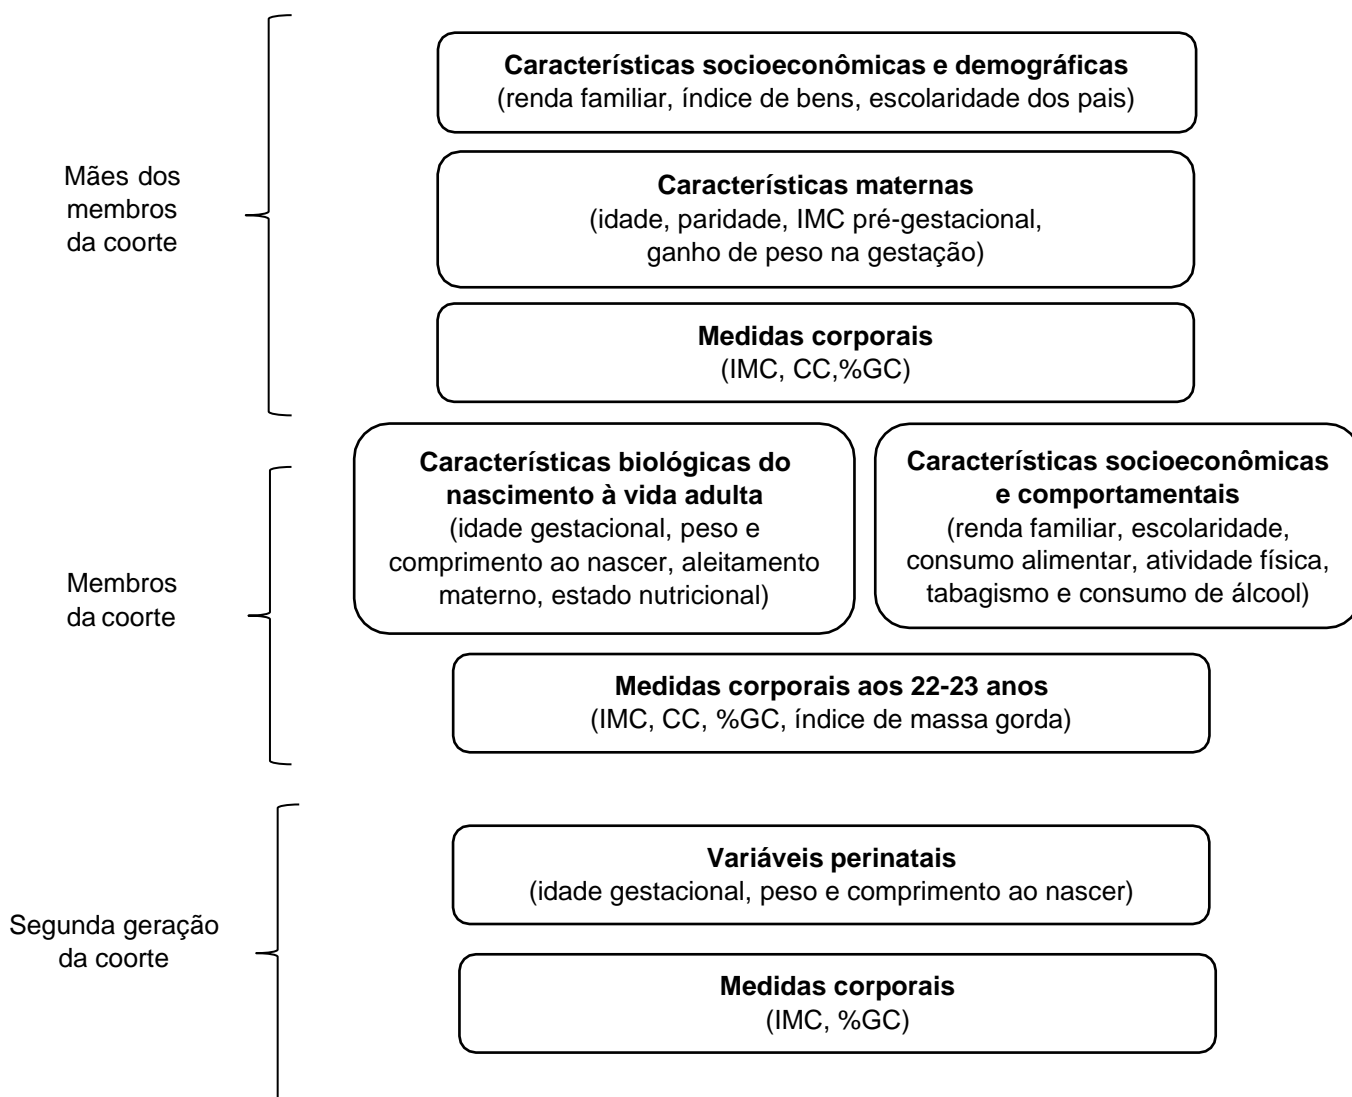 Características socioeconômicas e demográficas
(renda familiar, índice de bens, escolaridade dos pais)
Mães dos
membros
da coorte
Características maternas
(idade, paridade, IMC pré-gestacional,
ganho de peso na gestação)
Medidas corporais
(IMC, CC,%GC)
Características biológicas do
nascimento à vida adulta
(idade gestacional, peso e
comprimento ao nascer, aleitamento
materno, estado nutricional)
Características socioeconômicas
e comportamentais
(renda familiar, escolaridade,
consumo alimentar, atividade física,
tabagismo e consumo de álcool)
Membros
da coorte
Medidas corporais aos 22-23 anos
(IMC, CC, %GC, índice de massa gorda)
Variáveis perinatais
(idade gestacional, peso e comprimento ao nascer)
Segunda geração
da coorte
Medidas corporais
(IMC, %GC)